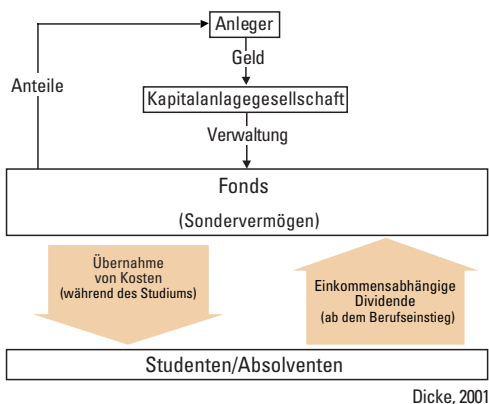 Anleger
Geld
Anteile
Kapitalanlagegesellschaft
Verwaltung
Fonds
(Sondervermögen)
Übernahme
von Kosten
(während des Studiums)
Einkommensabhängige
Dividende
(ab dem Berufseinstieg)
Studenten/Absolventen
Dicke, 2001